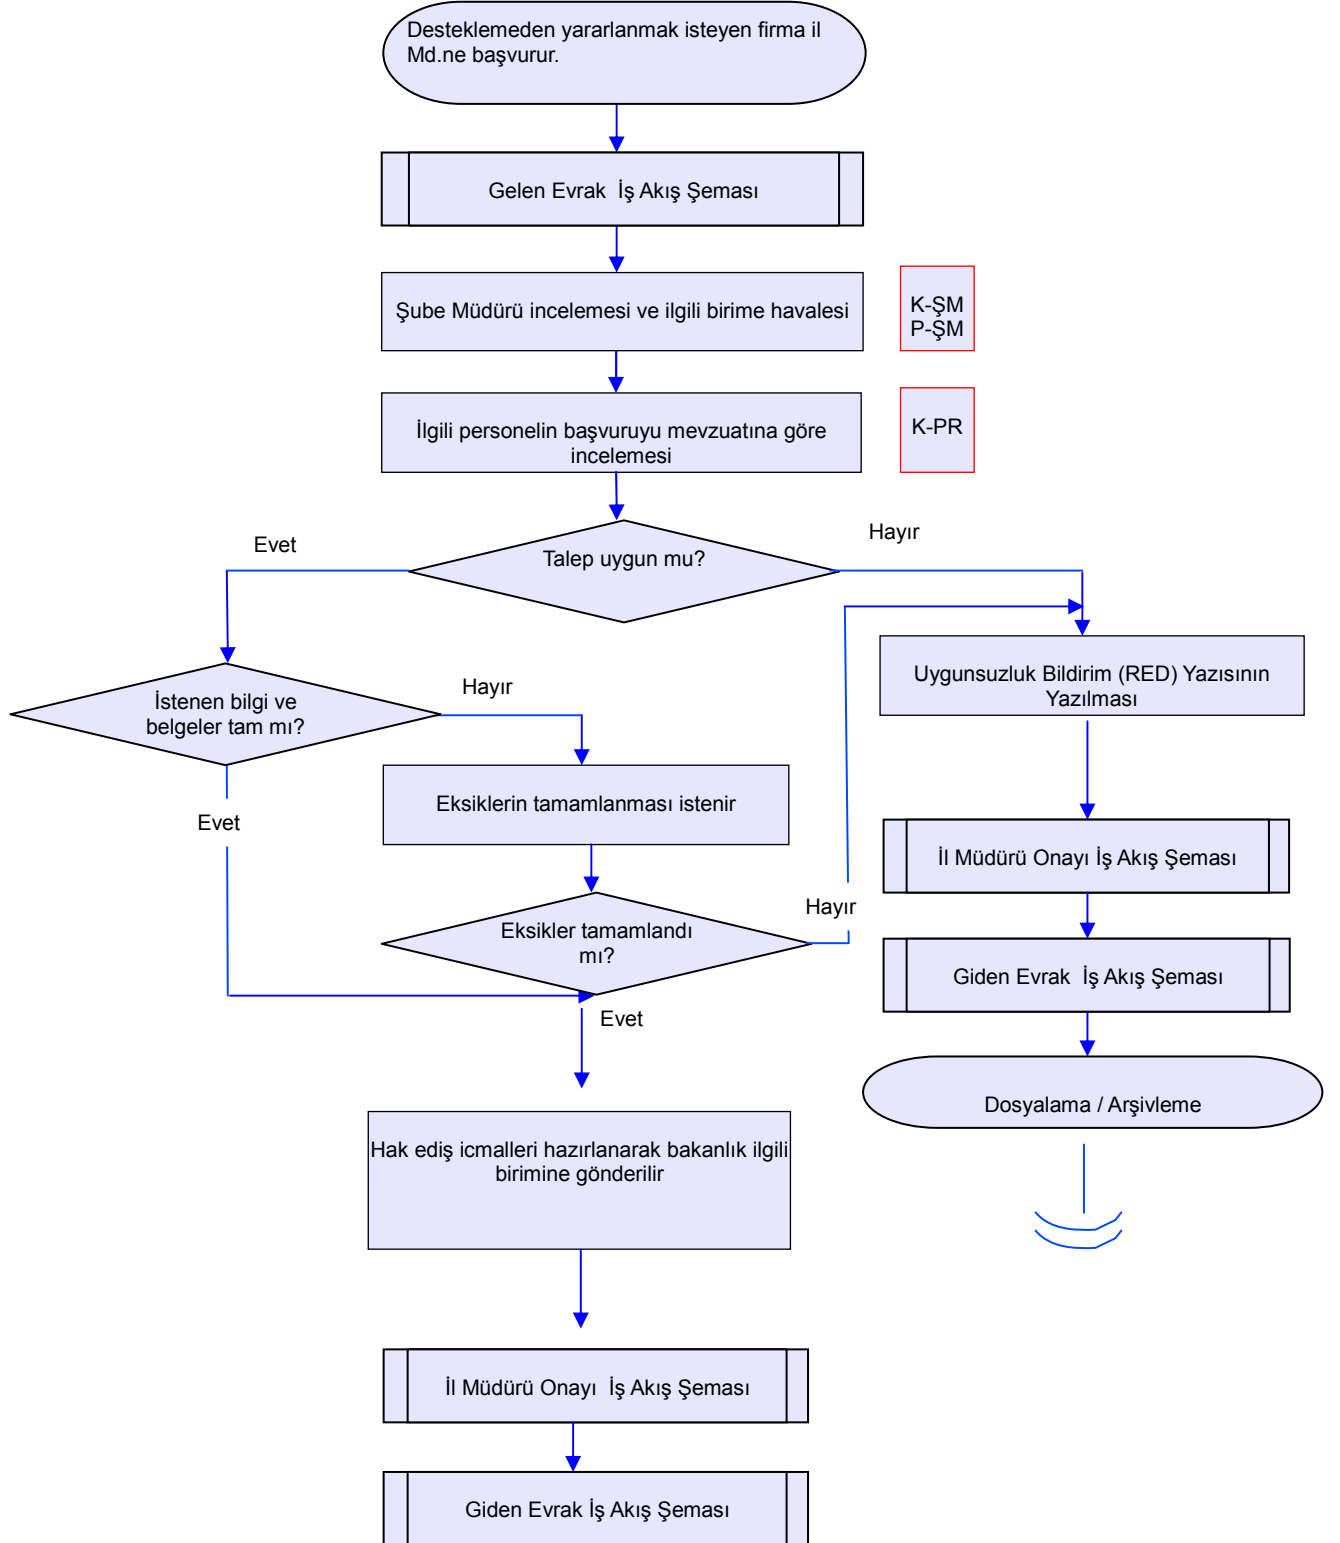 Desteklemeden yararlanmak isteyen firma il
Md.ne başvurur.
Gelen Evrak İş Akış Şeması
Şube Müdürü incelemesi ve ilgili birime havalesi
K-ŞM
P-ŞM
İlgili personelin başvuruyu mevzuatına göre
incelemesi
K-PR
Talep uygun mu?
Evet
Hayır
İstenen bilgi ve
belgeler tam mı?
Hayır
Uygunsuzluk Bildirim (RED) Yazısının
Yazılması
Eksiklerin tamamlanması istenir
Evet
İl Müdürü Onayı İş Akış Şeması
Eksikler tamamlandı
mı?
Hayır
Giden Evrak İş Akış Şeması
Evet
Dosyalama / Arşivleme
Hak ediş icmalleri hazırlanarak bakanlık ilgili
birimine gönderilir
İl Müdürü Onayı İş Akış Şeması
Giden Evrak İş Akış Şeması